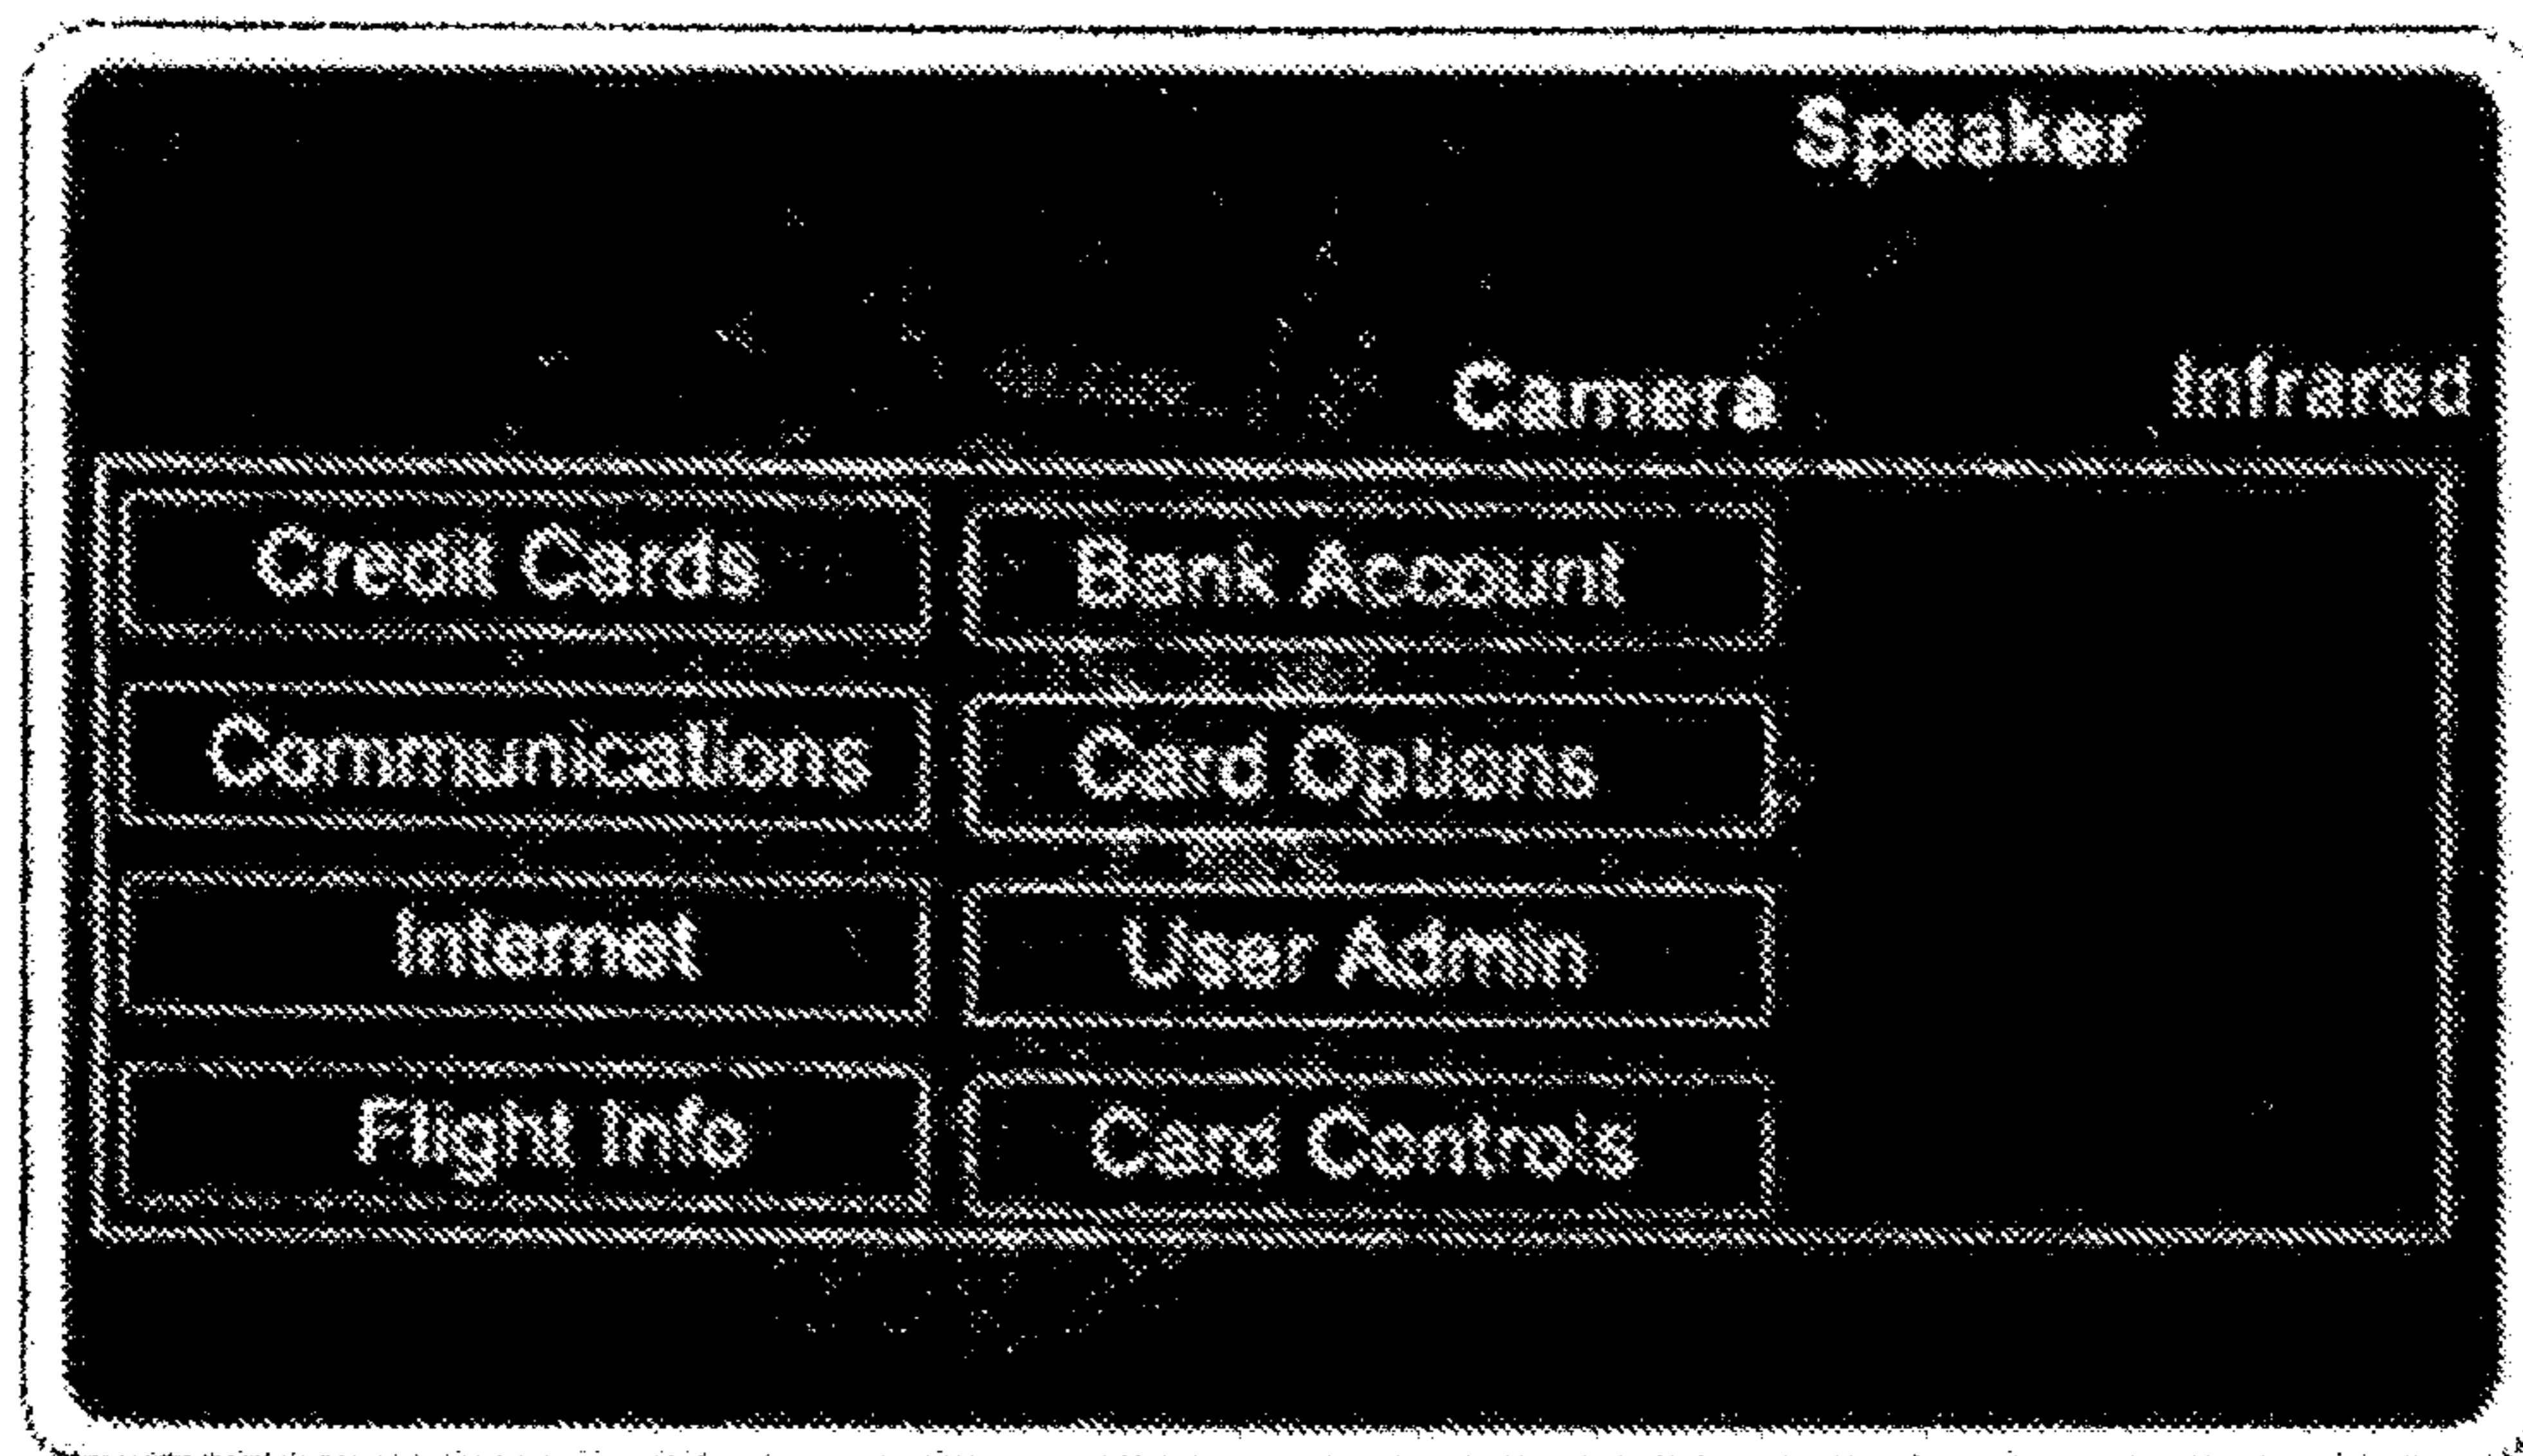 Speaker
Camera
Infrared
Credit Cards
Bank Account
Communications
Card Options
Internet
User Admin
Flight Info
Card Controls